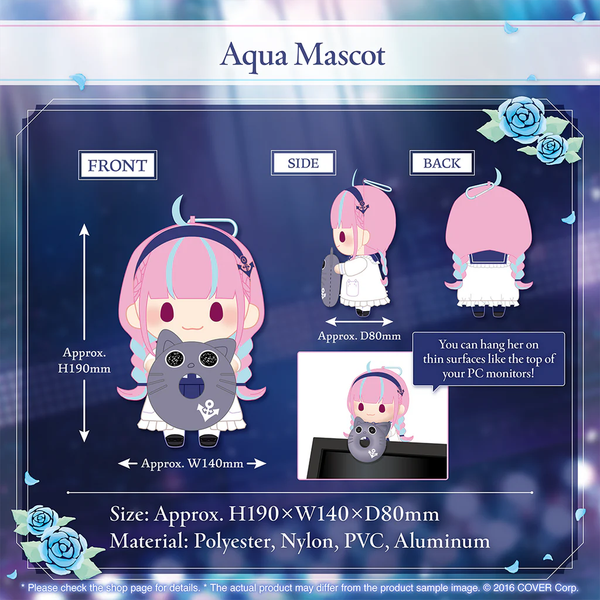 Aqua Mascot
FRONT
SIDE
BACK
Approx.
H190mm
Approx. W140mm
Approx. D80mm
You can hang her on
thin surfaces like the top of
your PC monitors!
Size: Approx. H190×W140×D80mm
Material: Polyester, Nylon, PVC, Aluminum
* Please check the shop page for details. * The actual product may differ from the product sample image. © 2016 COVER Corp.